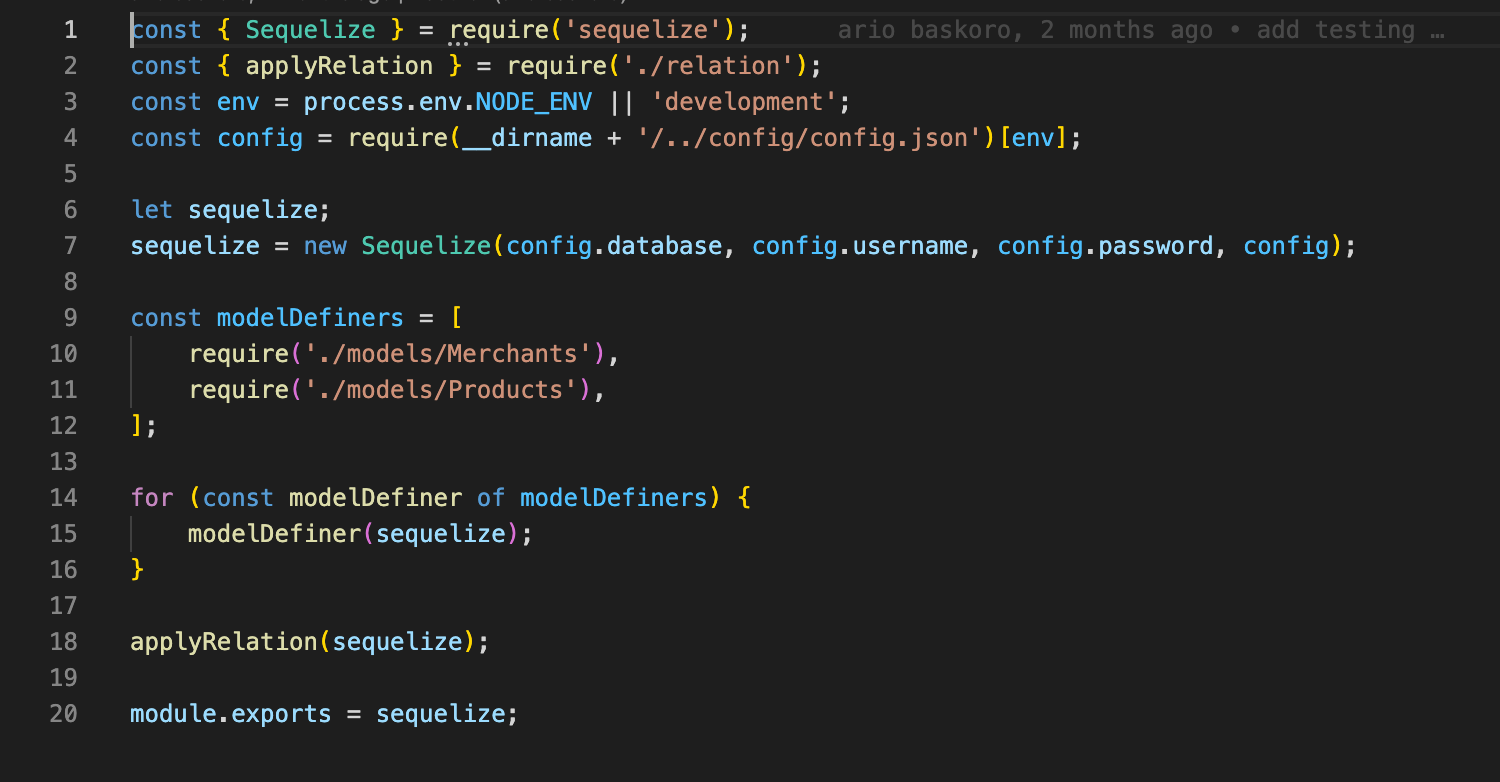 1 const { Sequelize } = require('sequelize'); ario baskoro, 2 months ago • add testing …
2 const { applyRelation } = require('./relation');
3 const env = process.env.NODE_ENV || 'development';
4 const config = require(__dirname + '/../config/config.json')[env];
5
6 let sequelize;
7 sequelize = new Sequelize(config.database, config.username, config.password, config);
8
9 const modelDefiners = [
10     require('./models/Merchants'),
11     require('./models/Products'),
12 ];
13
14 for (const modelDefiner of modelDefiners) {
15     modelDefiner(sequelize);
16 }
17
18 applyRelation(sequelize);
19
20 module.exports = sequelize;